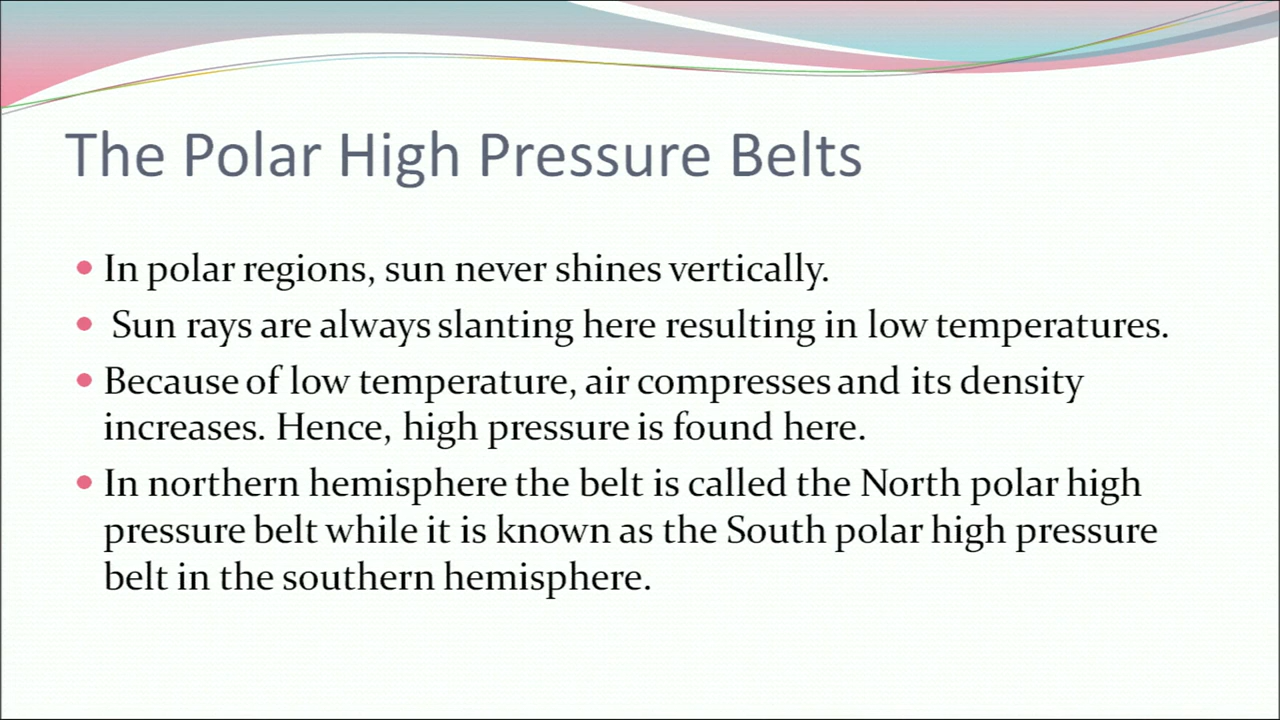 The Polar High Pressure Belts
In polar regions, sun never shines vertically.
Sun rays are always slanting here resulting in low temperatures.
Because of low temperature, air compresses and its density
increases. Hence, high pressure is found here.
In northern hemisphere the belt is called the North polar high
pressure belt while it is known as the South polar high pressure
belt in the southern hemisphere.